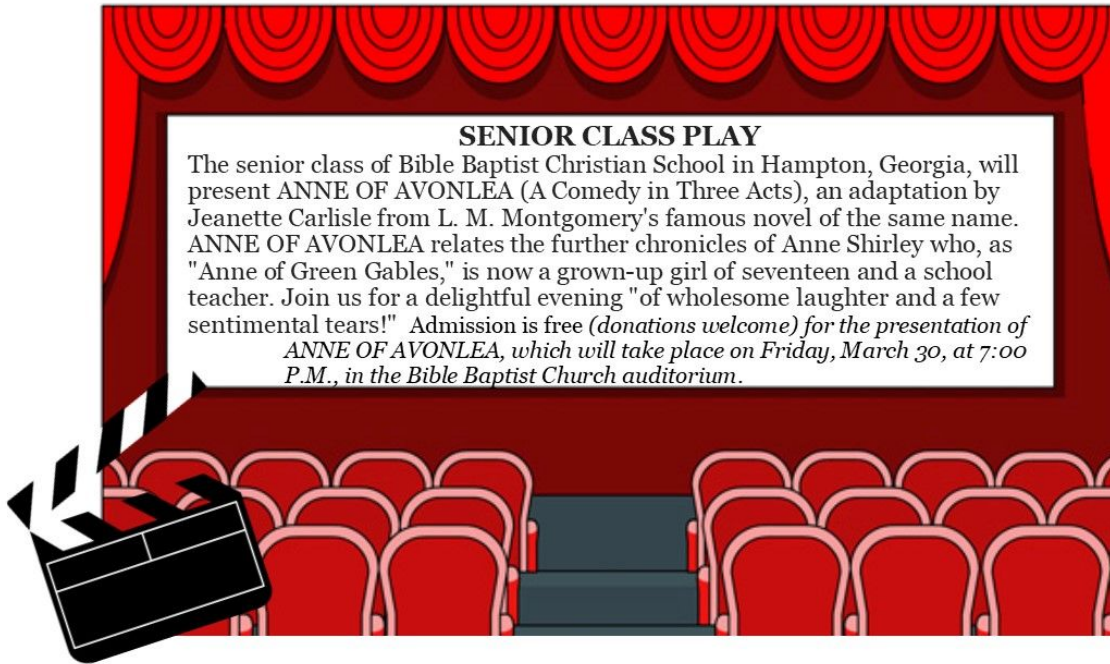 SENIOR CLASS PLAY
The senior class of Bible Baptist Christian School in Hampton, Georgia, will
present ANNE OF AVONLEA (A Comedy in Three Acts), an adaptation by
Jeanette Carlisle from L. M. Montgomery's famous novel of the same name.
ANNE OF AVONLEA relates the further chronicles of Anne Shirley who, as
"Anne of Green Gables," is now a grown-up girl of seventeen and a school
teacher. Join us for a delightful evening "of wholesome laughter and a few
sentimental tears!" Admission is free (donations welcome) for the presentation of
ANNE OF AVONLEA, which will take place on Friday, March 30, at 7:00
P.M., in the Bible Baptist Church auditorium.